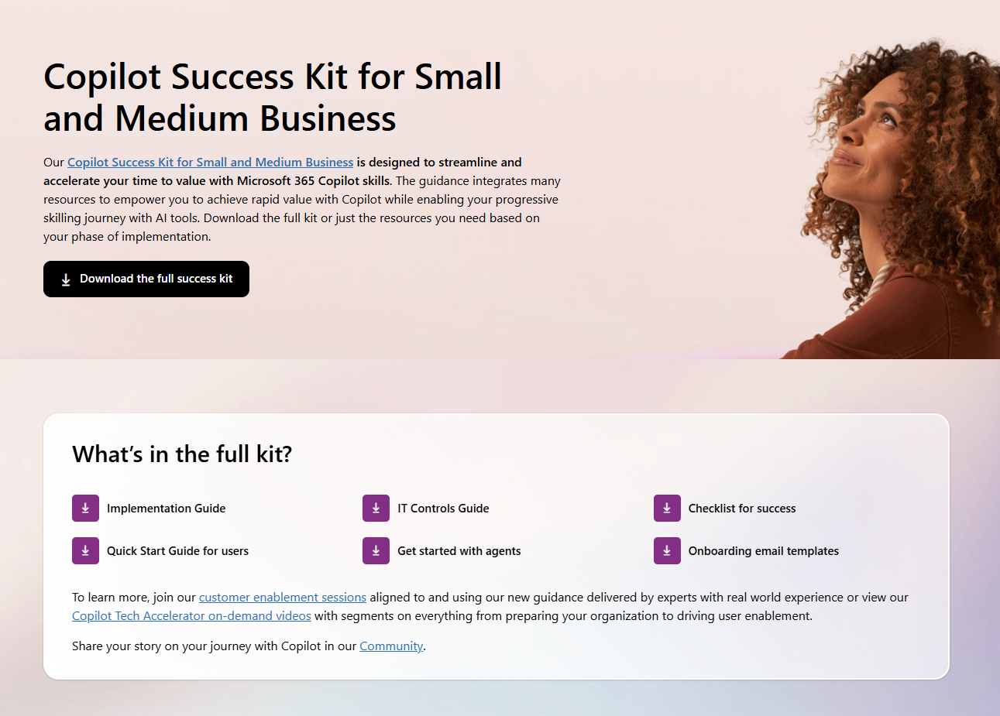 Copilot Success Kit for Small
and Medium Business
Our Copilot Success Kit for Small and Medium Business is designed to streamline and
accelerate your time to value with Microsoft 365 Copilot skills. The guidance integrates many
resources to empower you to achieve rapid value with Copilot while enabling your progressive
skilling journey with AI tools. Download the full kit or just the resources you need based on
your phase of implementation.
Download the full success kit
What’s in the full kit?
Implementation Guide
IT Controls Guide
Checklist for success
Quick Start Guide for users
Get started with agents
Onboarding email templates
To learn more, join our customer enablement sessions aligned to and using our new guidance delivered by experts with real world experience or view our
Copilot Tech Accelerator on-demand videos with segments on everything from preparing your organization to driving user enablement.
Share your story on your journey with Copilot in our Community.